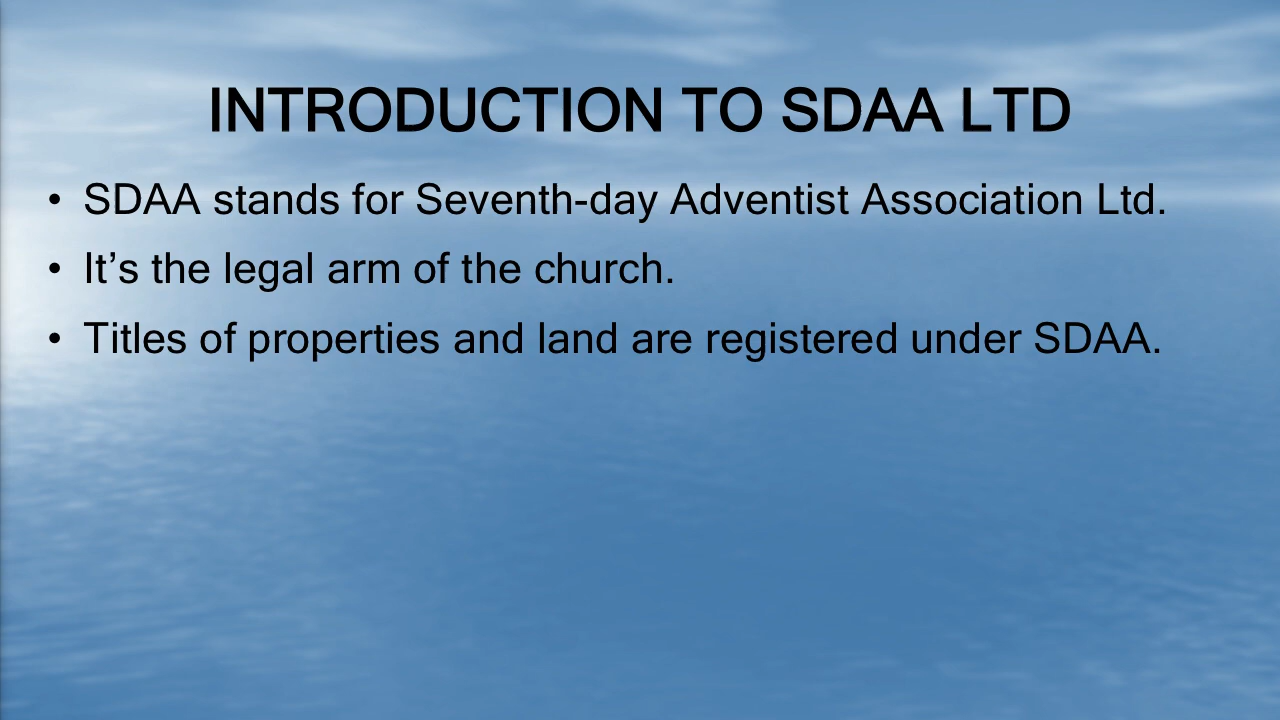 INTRODUCTION TO SDAA LTD
• SDAA stands for Seventh-day Adventist Association Ltd.
• It’s the legal arm of the church.
• Titles of properties and land are registered under SDAA.